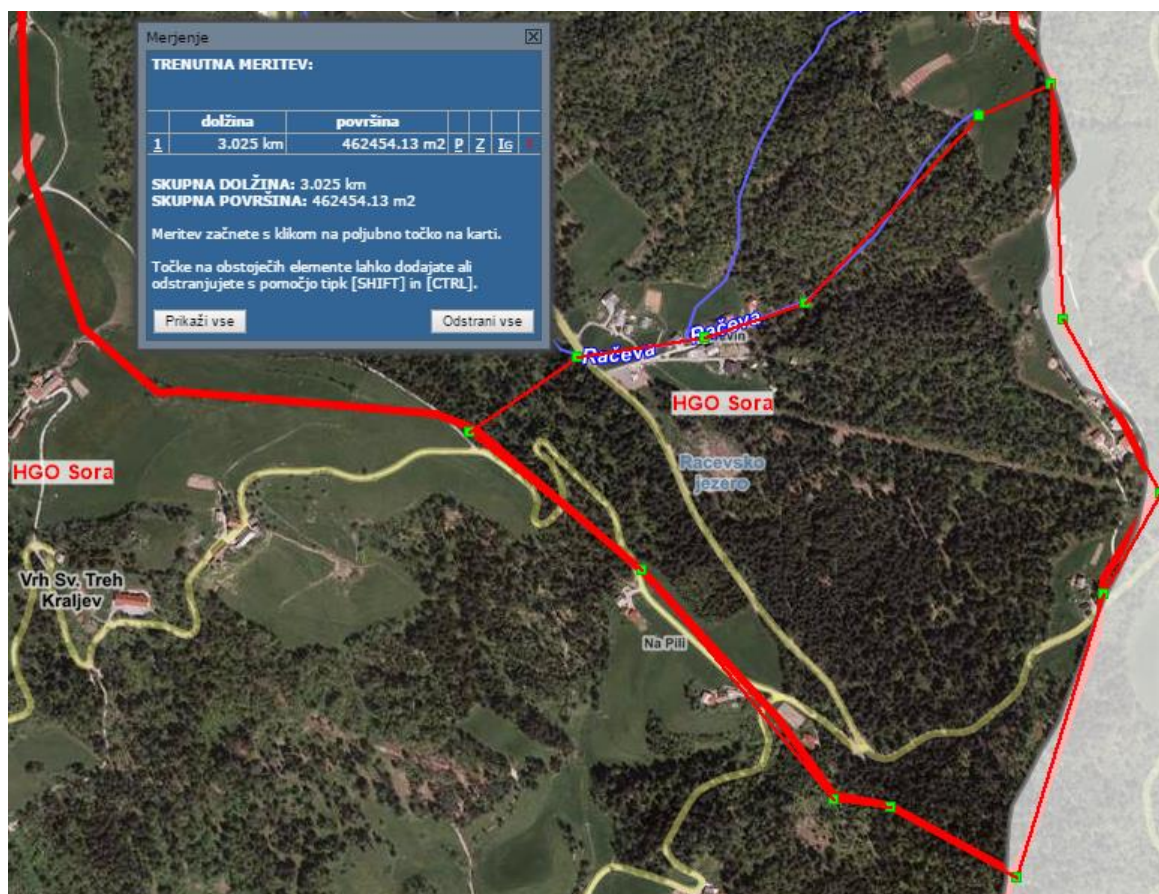 Merjenje
TRENUTNA MERITEV:
dolžina površina
1 3.025 km 462454.13 m2 P Z IG
SKUPNA DOLŽINA: 3.025 km
SKUPNA POVRŠINA: 462454.13 m2
Meritev začnete s klikom na poljubno točko na karti.
Točke na obstoječih elemente lahko dodajate ali
odstranjujete s pomočjo tipk [SHIFT] in [CTRL].
Prikaži vse Odstrani vse
Račeva
Račeva
HGO Sora
Racevsko
jezero
HGO Sora
Vrh Sv. Treh
Kraljev
Na Pili